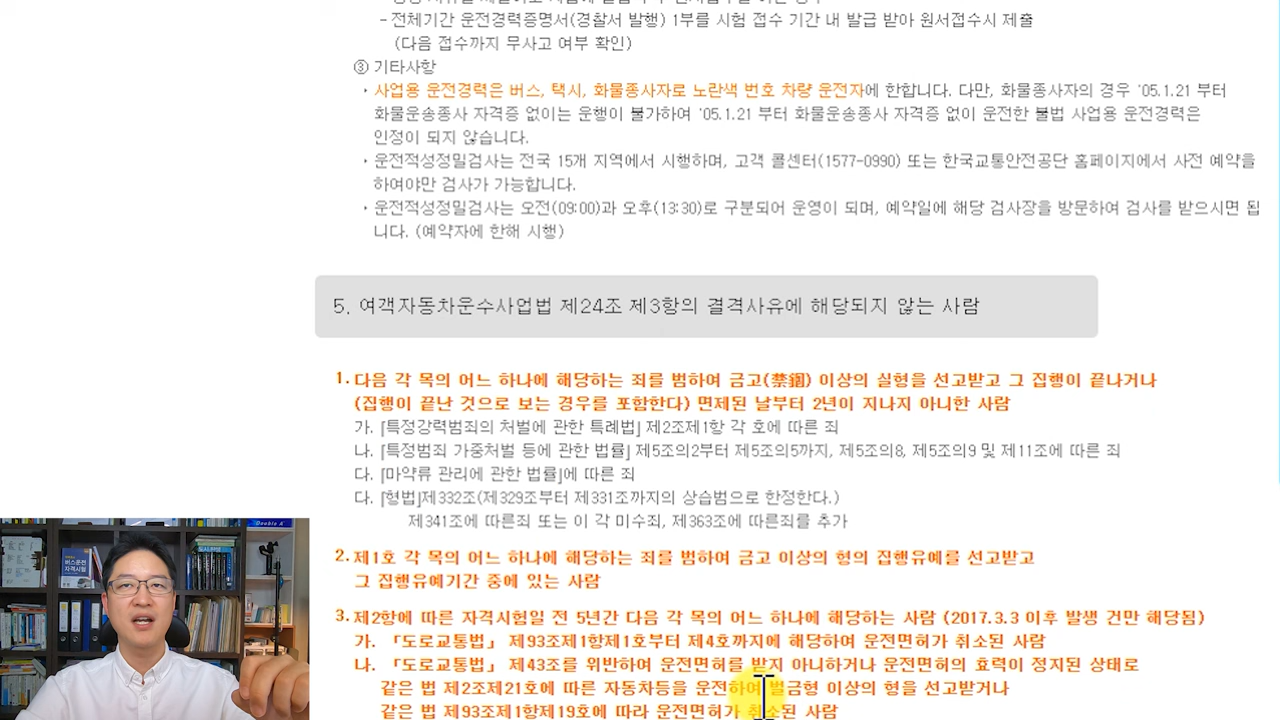 - 전체기간 운전경력증명서(경찰서 발행) 1부를 시험 접수 기간 내 발급 받아 원서접수시 제출
(다음 접수까지 무사고 여부 확인)
③ 기타사항
· 사업용 운전경력은 버스, 택시, 화물종사자로 노란색 번호 차량 운전자에 한합니다. 다만, 화물종사자의 경우 '05.1.21 부터
화물운송종사 자격증 없이는 운행이 불가하여 '05.1.21 부터 화물운송종사 자격증 없이 운전한 불법 사업용 운전경력은
인정이 되지 않습니다.
· 운전적성정밀검사는 전국 15개 지역에서 시행하며, 고객 콜센터(1577-0990) 또는 한국교통안전공단 홈페이지에서 사전 예약을
하여야만 검사가 가능합니다.
· 운전적성정밀검사는 오전(09:00)과 오후(13:30)로 구분되어 운영이 되며, 예약일에 해당 검사장을 방문하여 검사를 받으시면 됩
니다. (예약자에 한해 시행)
5. 여객자동차운수사업법 제24조 제3항의 결격사유에 해당되지 않는 사람
1. 다음 각 목의 어느 하나에 해당하는 죄를 범하여 금고(禁錮) 이상의 실형을 선고받고 그 집행이 끝나거나
(집행이 끝난 것으로 보는 경우를 포함한다) 면제된 날부터 2년이 지나지 아니한 사람
가. ｢특정강력범죄의 처벌에 관한 특례법｣ 제2조제1항 각 호에 따른 죄
나. ｢특정범죄 가중처벌 등에 관한 법률｣ 제5조의2부터 제5조의5까지, 제5조의8, 제5조의9 및 제11조에 따른 죄
다. ｢마약류 관리에 관한 법률｣에 따른 죄
다. ｢형법｣제332조(제329조부터 제331조까지의 상습범으로 한정한다.)
제341조에 따른죄 또는 이 각 미수죄, 제363조에 따른죄를 추가
2. 제1호 각 목의 어느 하나에 해당하는 죄를 범하여 금고 이상의 형의 집행유예를 선고받고
그 집행유예기간 중에 있는 사람
3. 제2항에 따른 자격시험일 전 5년간 다음 각 목의 어느 하나에 해당하는 사람 (2017.3.3 이후 발생 건만 해당됨)
가. 「도로교통법」 제93조제1항제1호부터 제4호까지에 해당하여 운전면허가 취소된 사람
나. 「도로교통법」 제43조를 위반하여 운전면허를 받지 아니하거나 운전면허의 효력이 정지된 상태로
같은 법 제2조제21호에 따른 자동차등을 운전하여 벌금형 이상의 형을 선고받거나
같은 법 제93조제1항제19호에 따라 운전면허가 취소된 사람
Double A
버스운전
자격시험